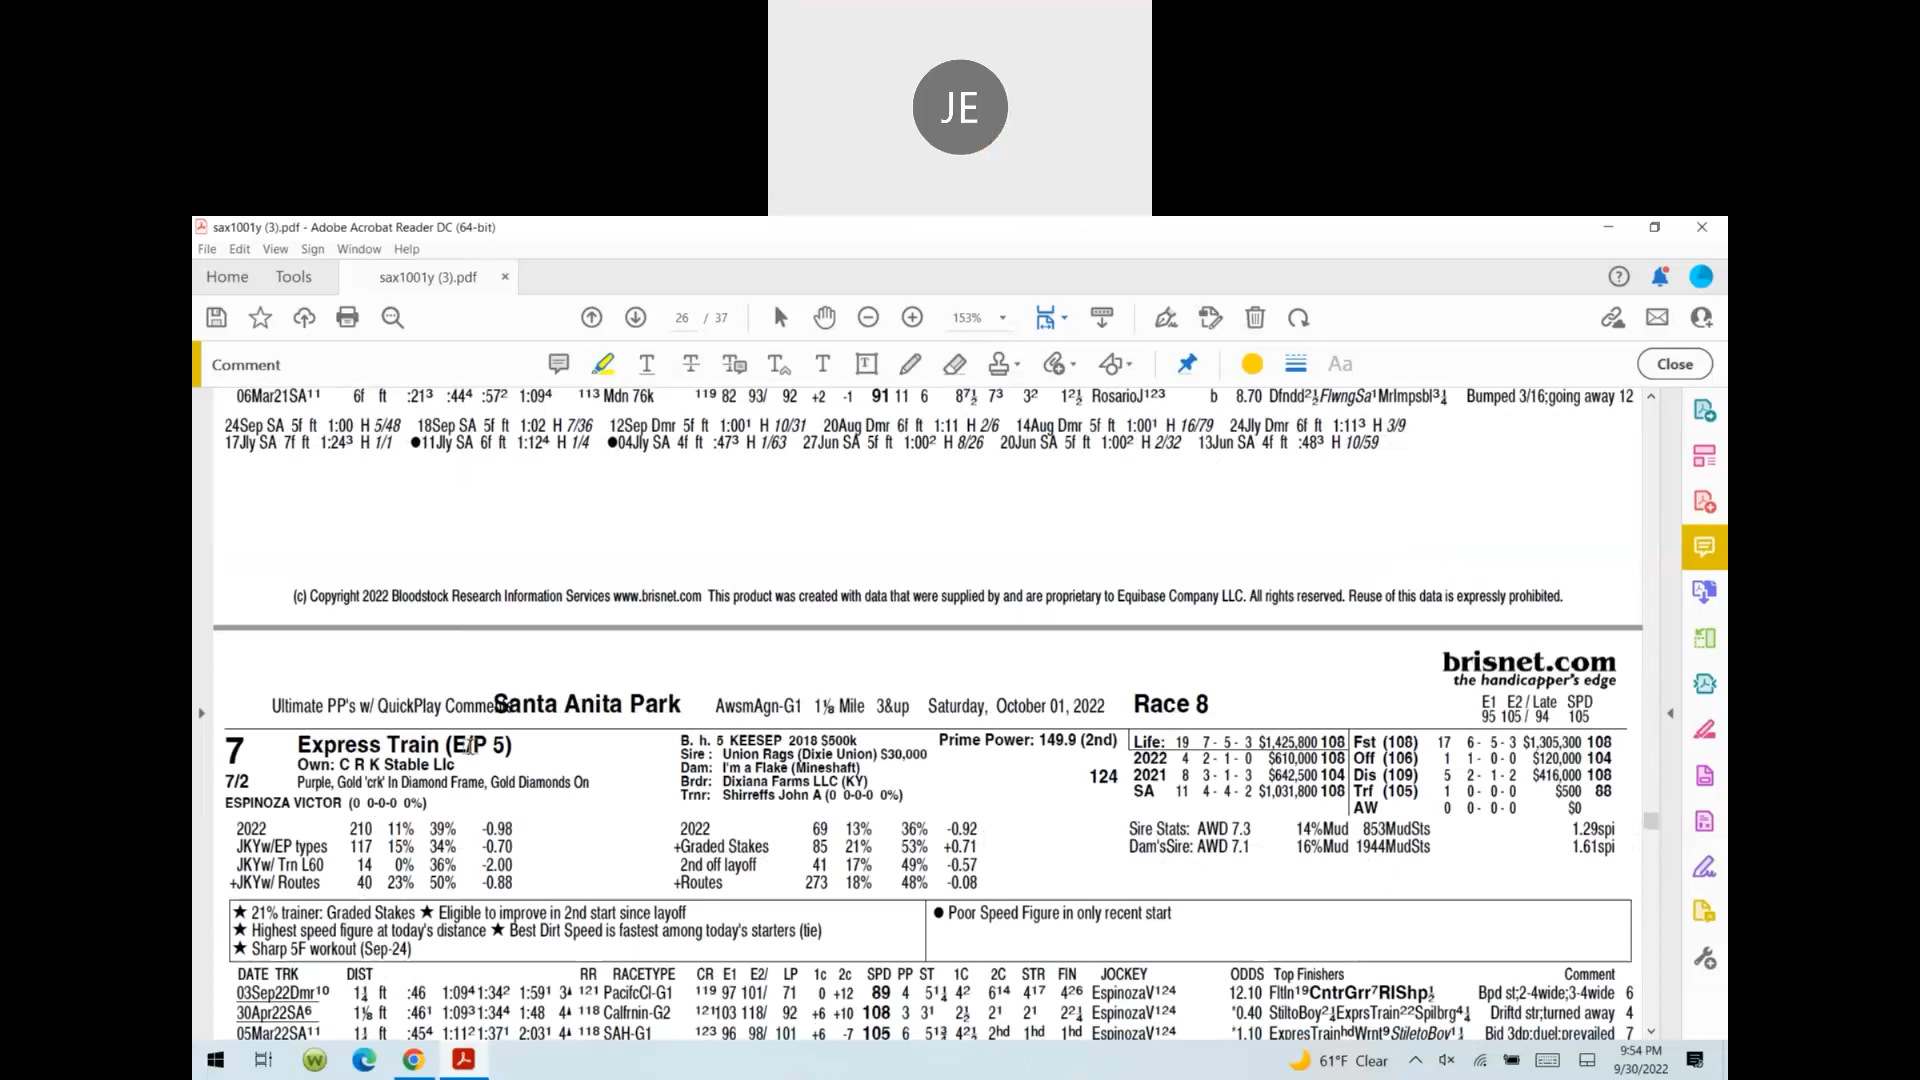 JE
sax1001y (3).pdf - Adobe Acrobat Reader DC (64-bit)
File Edit View Sign Window Help
Home Tools sax1001y (3).pdf ×
26 / 37 153%
Comment Aa Close
06Mar21SA¹¹ 6f ft :21³ :44⁴ :57² 1:09⁴ ¹¹³ Mdn 76k ¹¹⁹ 82 93/ 92 +2 -1 91 11 6 8⁷½ 7³ 3² 1²½ RosarioJ¹²³ b 8.70 Dfndd²½FlwngSa¹MrImpsbl³¼ Bumped 3/16;going away 12
24Sep SA 5f ft 1:00 H 5/48 18Sep SA 5f ft 1:02 H 7/36 12Sep Dmr 5f ft 1:00¹ H 10/31 20Aug Dmr 6f ft 1:11 H 2/6 14Aug Dmr 5f ft 1:00¹ H 16/79 24Jly Dmr 6f ft 1:11³ H 3/9
17Jly SA 7f ft 1:24³ H 1/1 ●11Jly SA 6f ft 1:12⁴ H 1/4 ●04Jly SA 4f ft :47³ H 1/63 27Jun SA 5f ft 1:00² H 8/26 20Jun SA 5f ft 1:00² H 2/32 13Jun SA 4f ft :48³ H 10/59
(c) Copyright 2022 Bloodstock Research Information Services www.brisnet.com This product was created with data that were supplied by and are proprietary to Equibase Company LLC. All rights reserved. Reuse of this data is expressly prohibited.
brisnet.com
the handicapper's edge
Ultimate PP's w/ QuickPlay Comments Santa Anita Park AwsmAgn-G1 1⅛ Mile 3&up Saturday, October 01, 2022 Race 8
E1 E2 / Late SPD
95 105 / 94 105
7 Express Train (E/P 5)
Own: C R K Stable Llc
7/2 Purple, Gold 'crk' In Diamond Frame, Gold Diamonds On
ESPINOZA VICTOR (0 0-0-0 0%)
B. h. 5 KEESEP 2018 $500k
Sire : Union Rags (Dixie Union) $30,000
Dam: I'm a Flake (Mineshaft)
Brdr: Dixiana Farms LLC (KY)
Trnr: Shirreffs John A (0 0-0-0 0%)
Prime Power: 149.9 (2nd)
124
Life: 19 7 - 5 - 3 $1,425,800 108 Fst (108) 17 6 - 5 - 3 $1,305,300 108
2022 4 2 - 1 - 0 $610,000 108 Off (106) 1 1 - 0 - 0 $120,000 104
2021 8 3 - 1 - 3 $642,500 104 Dis (109) 5 2 - 1 - 2 $416,000 108
SA 11 4 - 4 - 2 $1,031,800 108 Trf (105) 1 0 - 0 - 0 $500 88
AW 0 0 - 0 - 0 $0
2022 210 11% 39% -0.98 2022 69 13% 36% -0.92 Sire Stats: AWD 7.3 14%Mud 853MudSts 1.29spi
JKYw/EP types 117 15% 34% -0.70 +Graded Stakes 85 21% 53% +0.71 Dam'sSire: AWD 7.1 16%Mud 1944MudSts 1.61spi
JKYw/ Trn L60 14 0% 36% -2.00 2nd off layoff 41 17% 49% -0.57
+JKYw/ Routes 40 23% 50% -0.88 +Routes 273 18% 48% -0.08
★ 21% trainer: Graded Stakes ★ Eligible to improve in 2nd start since layoff ● Poor Speed Figure in only recent start
★ Highest speed figure at today's distance ★ Best Dirt Speed is fastest among today's starters (tie)
★ Sharp 5F workout (Sep-24)
DATE TRK DIST RR RACETYPE CR E1 E2/ LP 1c 2c SPD PP ST 1C 2C STR FIN JOCKEY ODDS Top Finishers Comment
03Sep22Dmr¹⁰ 1¼ ft :46 1:09⁴ 1:34² 1:59¹ 3▲ ¹²¹ PacifcCl-G1 ¹¹⁹ 97 101/ 71 0 +12 89 4 5¹¼ 4² 6¹⁴ 4¹⁷ 4²⁶ EspinozaV¹²⁴ 12.10 Fltln¹⁹CntrGrr⁷RlShp½ Bpd st;2-4wide;3-4wide 6
30Apr22SA⁶ 1⅛ ft :46¹ 1:09³ 1:34⁴ 1:48 4▲ ¹¹⁸ Calfrnin-G2 ¹²¹103 118/ 92 +6 +10 108 3 3¹ 2½ 2¹ 2¹ 2²¼ EspinozaV¹²⁴ *0.40 StiltoBoy²¼ExprsTrain²²Spilbrg⁴¼ Driftd str;turned away 4
05Mar22SA¹¹ 1¼ ft :45⁴ 1:11² 1:37¹ 2:03¹ 4▲ ¹¹⁸ SAH-G1 ¹²³ 96 98/ 101 +6 -7 105 6 5¹³ 4²½ 2hd 1hd 1hd EspinozaV¹²⁴ *1.10 ExpresTrainʰᵈWrnt⁹StiletoBoy¹½ Bid 3dp;duel;prevailed 7
61°F Clear 9:54 PM
9/30/2022